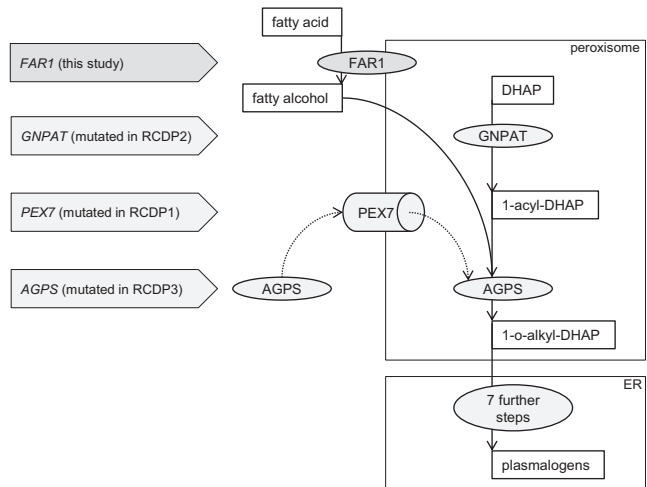 fatty acid
peroxisome
FAR1 (this study)
FAR1
fatty alcohol
DHAP
GNPAT (mutated in RCDP2)
GNPAT
PEX7 (mutated in RCDP1)
PEX7
1-acyl-DHAP
AGPS (mutated in RCDP3)
AGPS
AGPS
1-o-alkyl-DHAP
ER
7 further
steps
plasmalogens